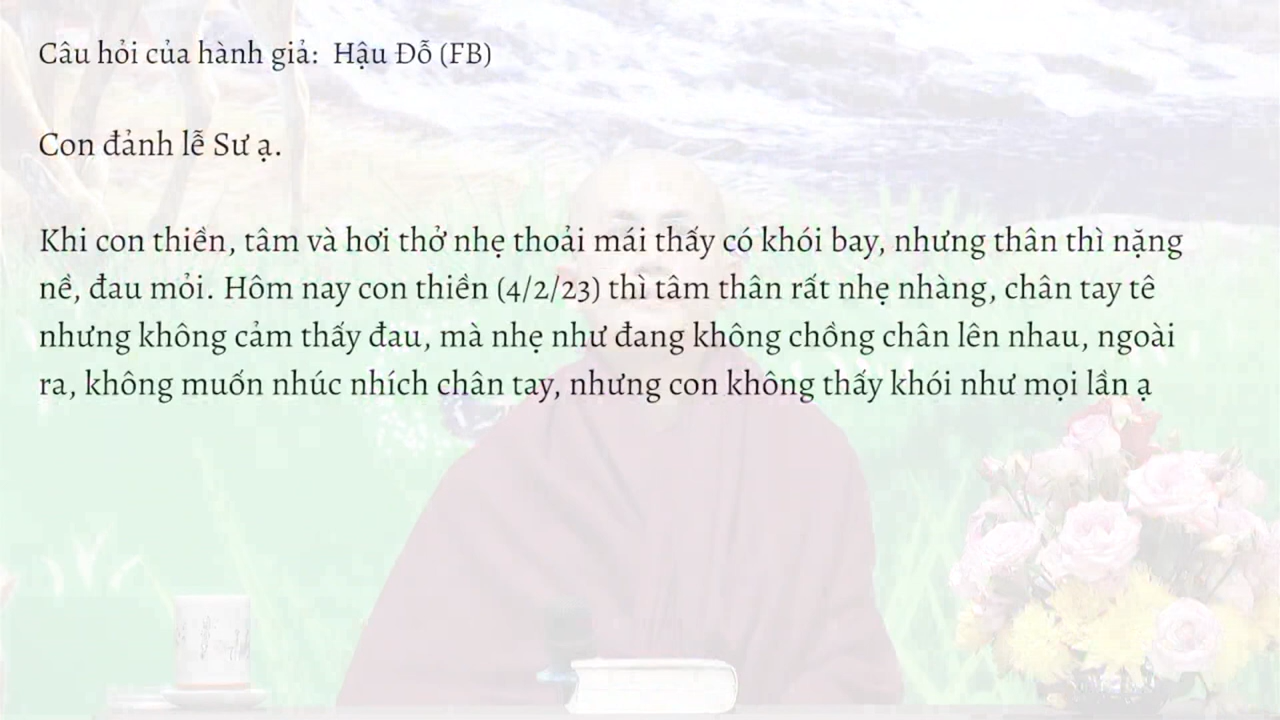 Câu hỏi của hành giả:  Hậu Đỗ (FB)
Con đảnh lễ Sư ạ.
Khi con thiền, tâm và hơi thở nhẹ thoải mái thấy có khói bay, nhưng thân thì nặng
nề, đau mỏi. Hôm nay con thiền (4/2/23) thì tâm thân rất nhẹ nhàng, chân tay tê
nhưng không cảm thấy đau, mà nhẹ như đang không chồng chân lên nhau, ngoài
ra, không muốn nhúc nhích chân tay, nhưng con không thấy khói như mọi lần ạ